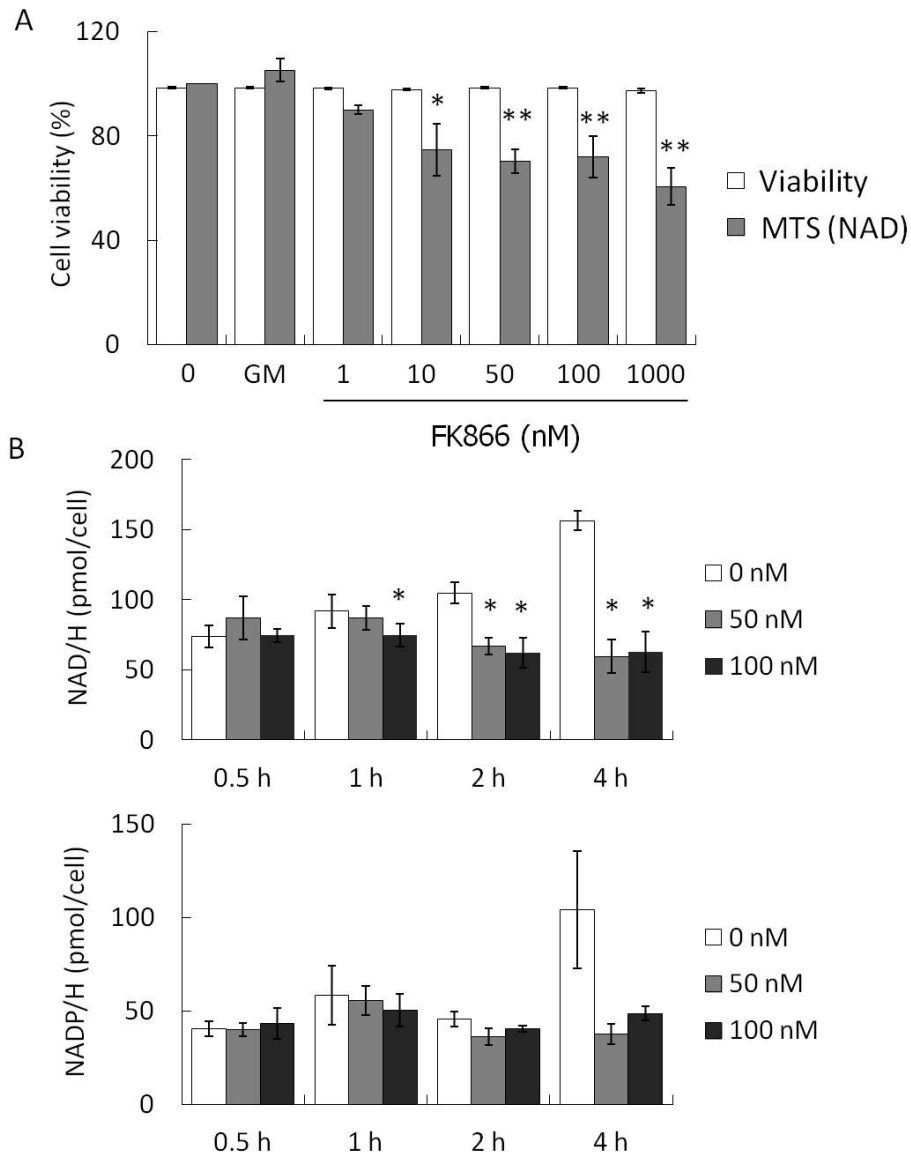 A
120
80
40
0
Cell viability (%)
* ** ** **
0 GM 1 10 50 100 1000
FK866 (nM)
Viability
MTS (NAD)
B
200
150
100
50
0
NAD/H (pmol/cell)
* * * * *
0.5 h 1 h 2 h 4 h
0 nM
50 nM
100 nM
150
100
50
0
NADP/H (pmol/cell)
0.5 h 1 h 2 h 4 h
0 nM
50 nM
100 nM